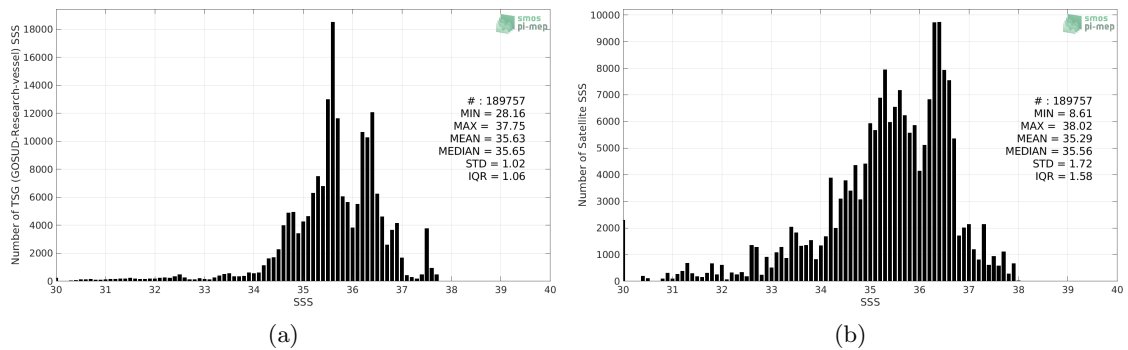 Number of TSG (GOSUD-Research-vessel) SSS
18000
16000
14000
12000
10000
8000
6000
4000
2000
0
30 31 32 33 34 35 36 37 38 39 40
SSS
smos
pi-mep
# : 189757
MIN = 28.16
MAX = 37.75
MEAN = 35.63
MEDIAN = 35.65
STD = 1.02
IQR = 1.06
(a)
Number of Satellite SSS
10000
9000
8000
7000
6000
5000
4000
3000
2000
1000
0
30 31 32 33 34 35 36 37 38 39 40
SSS
smos
pi-mep
# : 189757
MIN = 8.61
MAX = 38.02
MEAN = 35.29
MEDIAN = 35.56
STD = 1.72
IQR = 1.58
(b)